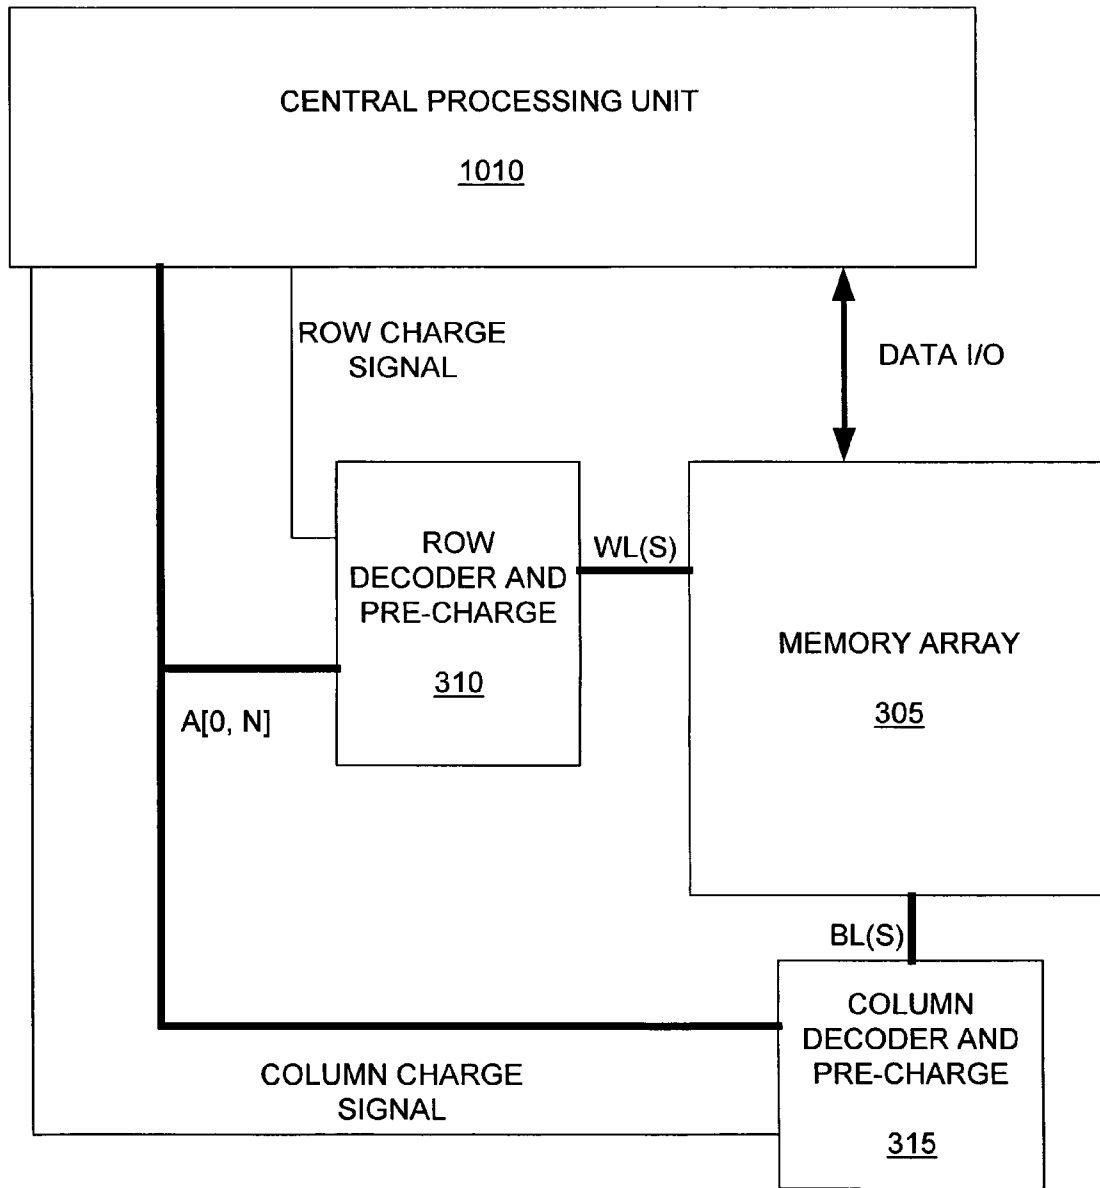 CENTRAL PROCESSING UNIT
1010
ROW CHARGE
SIGNAL
DATA I/O
ROW
DECODER AND
PRE-CHARGE
310
WL(S)
MEMORY ARRAY
305
A[0, N]
BL(S)
COLUMN
DECODER AND
PRE-CHARGE
315
COLUMN CHARGE
SIGNAL